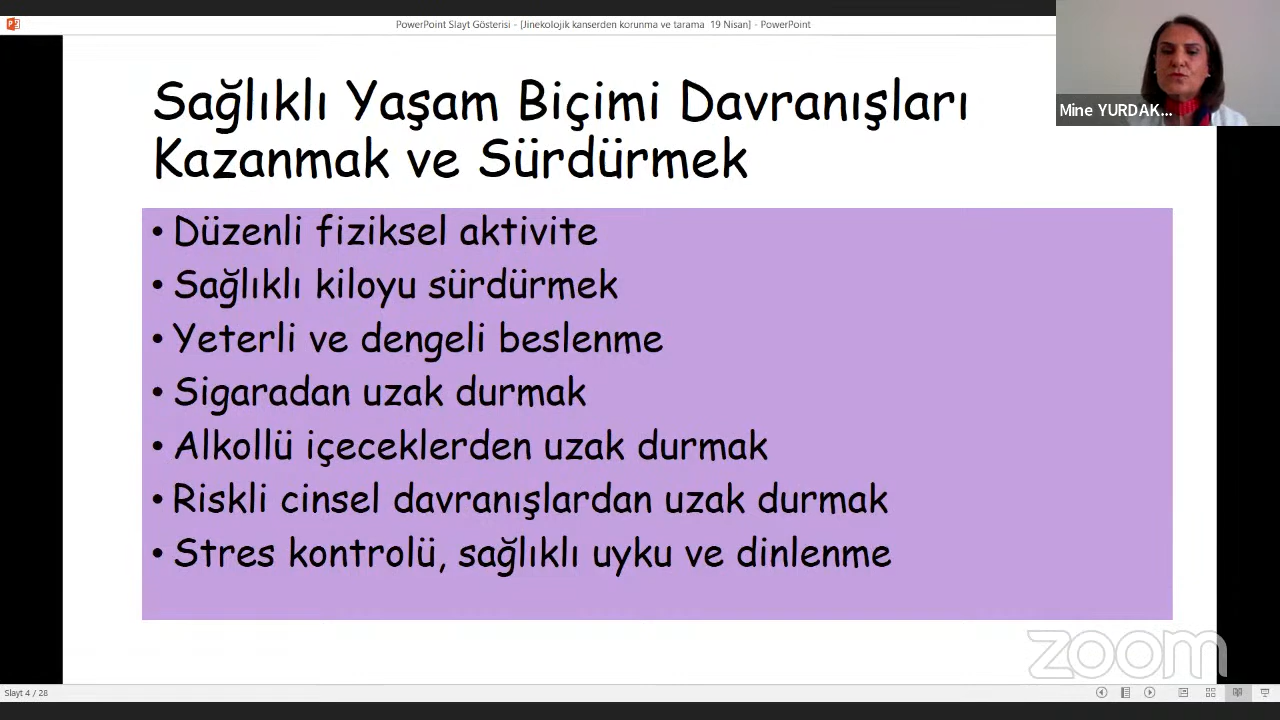 PowerPoint Slayt Gösterisi - [Jinekolojik kanserden korunma ve tarama 19 Nisan] - PowerPoint
Mine YURDAK...
Sağlıklı Yaşam Biçimi Davranışları
Kazanmak ve Sürdürmek
• Düzenli fiziksel aktivite
• Sağlıklı kiloyu sürdürmek
• Yeterli ve dengeli beslenme
• Sigaradan uzak durmak
• Alkollü içeceklerden uzak durmak
• Riskli cinsel davranışlardan uzak durmak
• Stres kontrolü, sağlıklı uyku ve dinlenme
zoom
Slayt 4 / 28